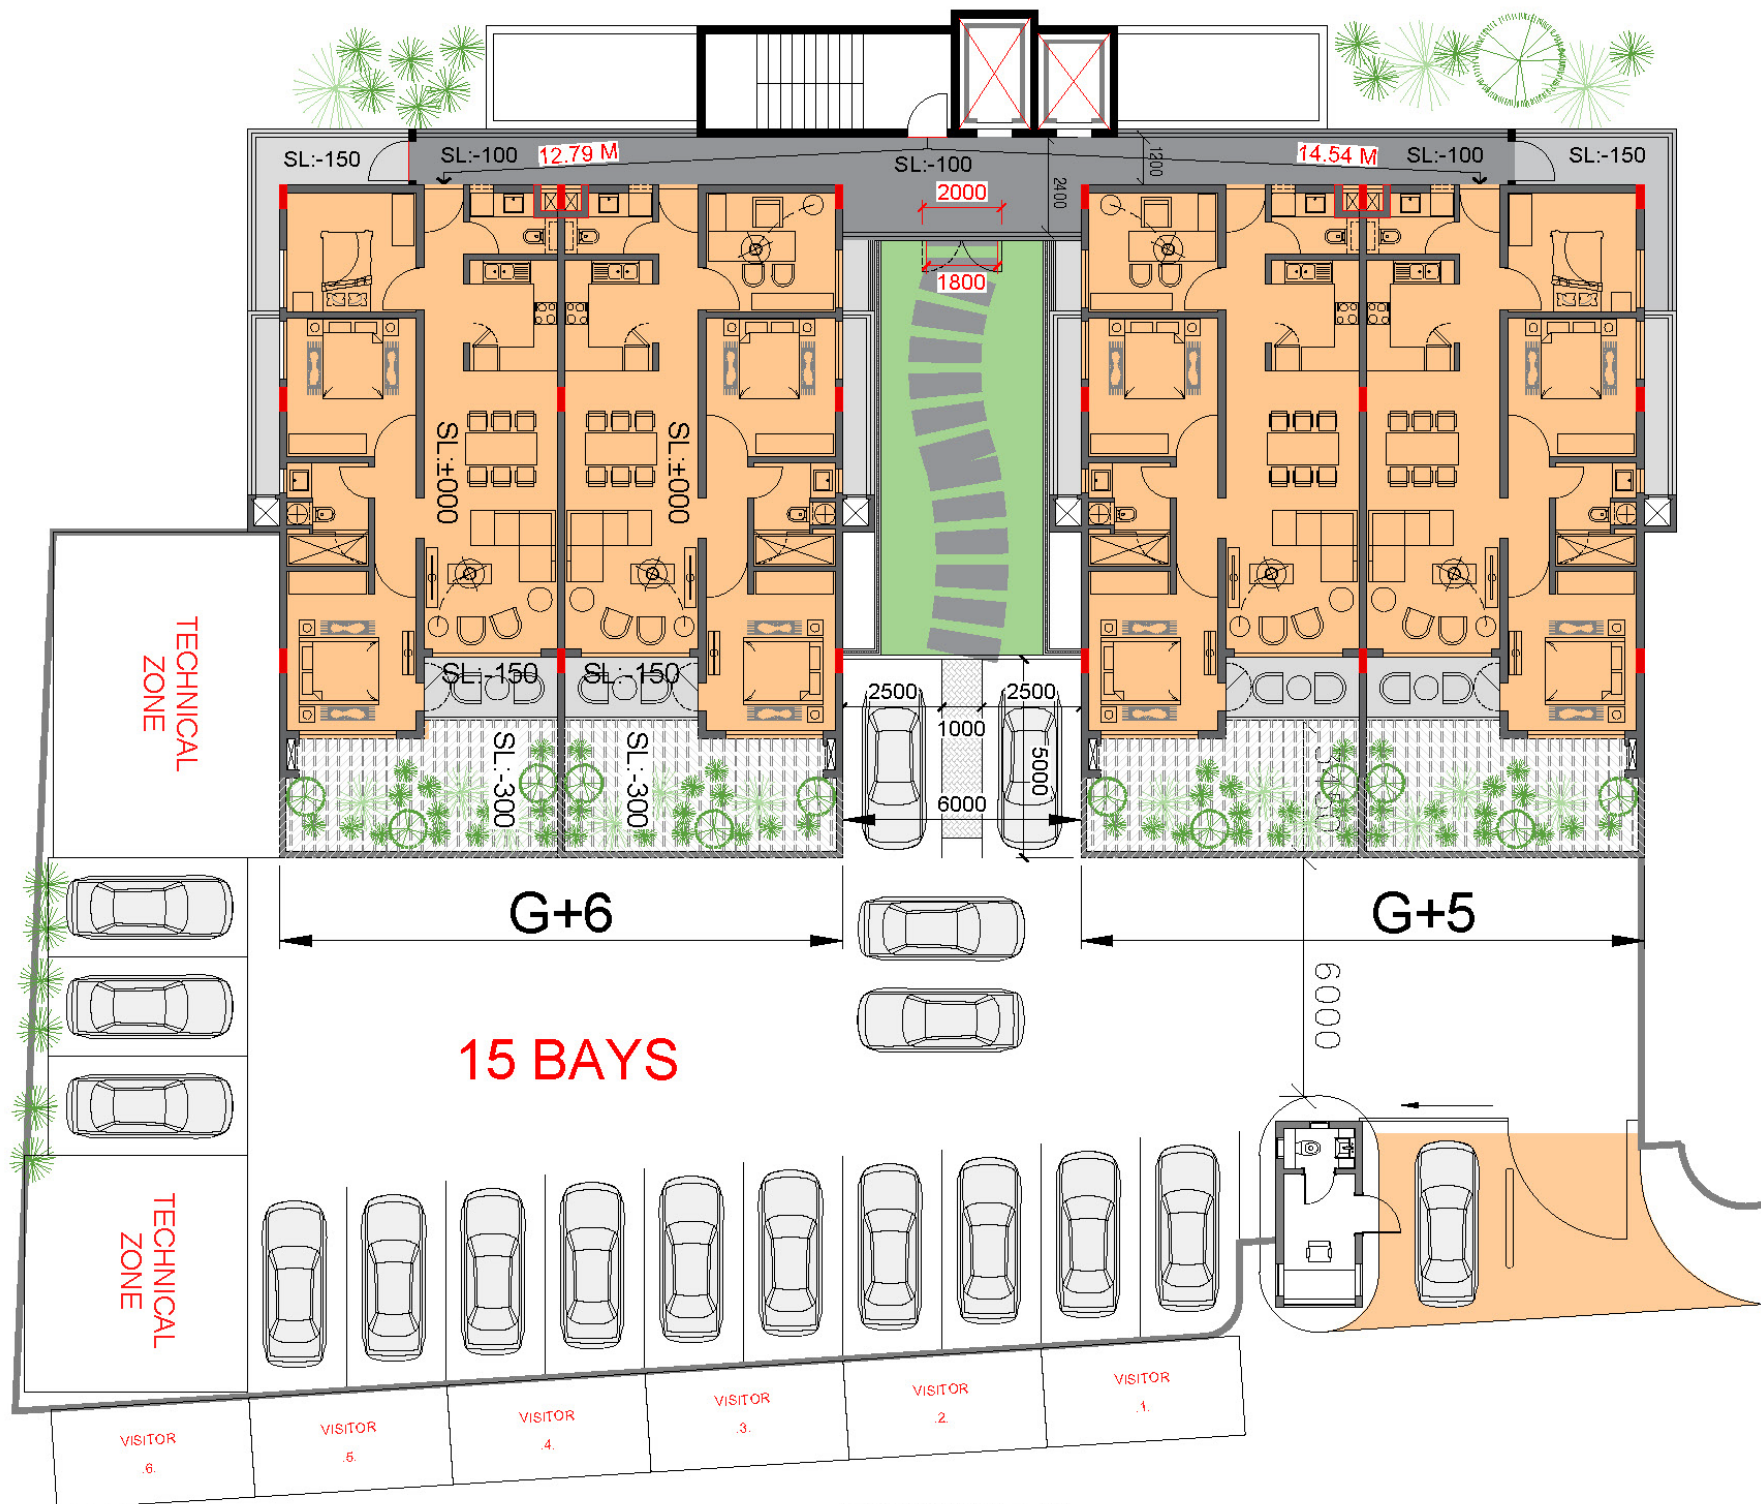 SL:-150
SL:-100
12.79 M
SL:-100
14.54 M
SL:-100
SL:-150
1200
2400
2000
1800
SL:±000
SL:±000
TECHNICAL
ZONE
SL:-150
SL:-150
2500
2500
1000
5000
6000
SL:-300
SL:-300
G+6
G+5
6000
15 BAYS
TECHNICAL
ZONE
VISITOR
.6.
VISITOR
.5.
VISITOR
.4.
VISITOR
.3.
VISITOR
.2.
VISITOR
.1.